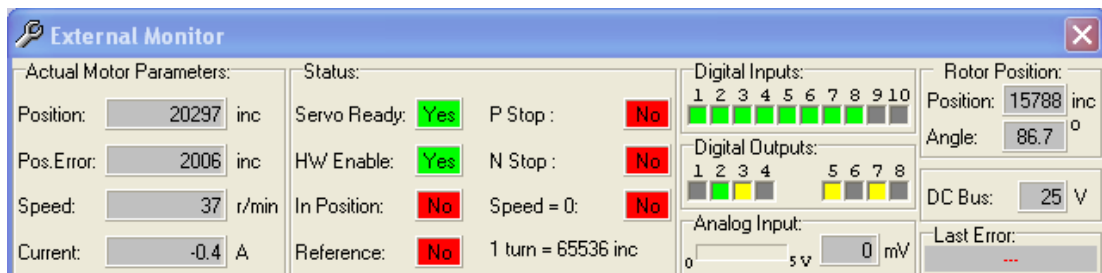 External Monitor
Actual Motor Parameters:
Position: 20297 inc
Pos.Error: 2006 inc
Speed: 37 r/min
Current: -0.4 A
Status:
Servo Ready: Yes
HW Enable: Yes
In Position: No
Reference: No
P Stop : No
N Stop : No
Speed = 0: No
1 turn = 65536 inc
Digital Inputs:
1 2 3 4 5 6 7 8 9 10
Digital Outputs:
1 2 3 4 5 6 7 8
Analog Input:
0 5 V 0 mV
Rotor Position:
Position: 15788 inc
Angle: 86.7 °
DC Bus: 25 V
Last Error:
---